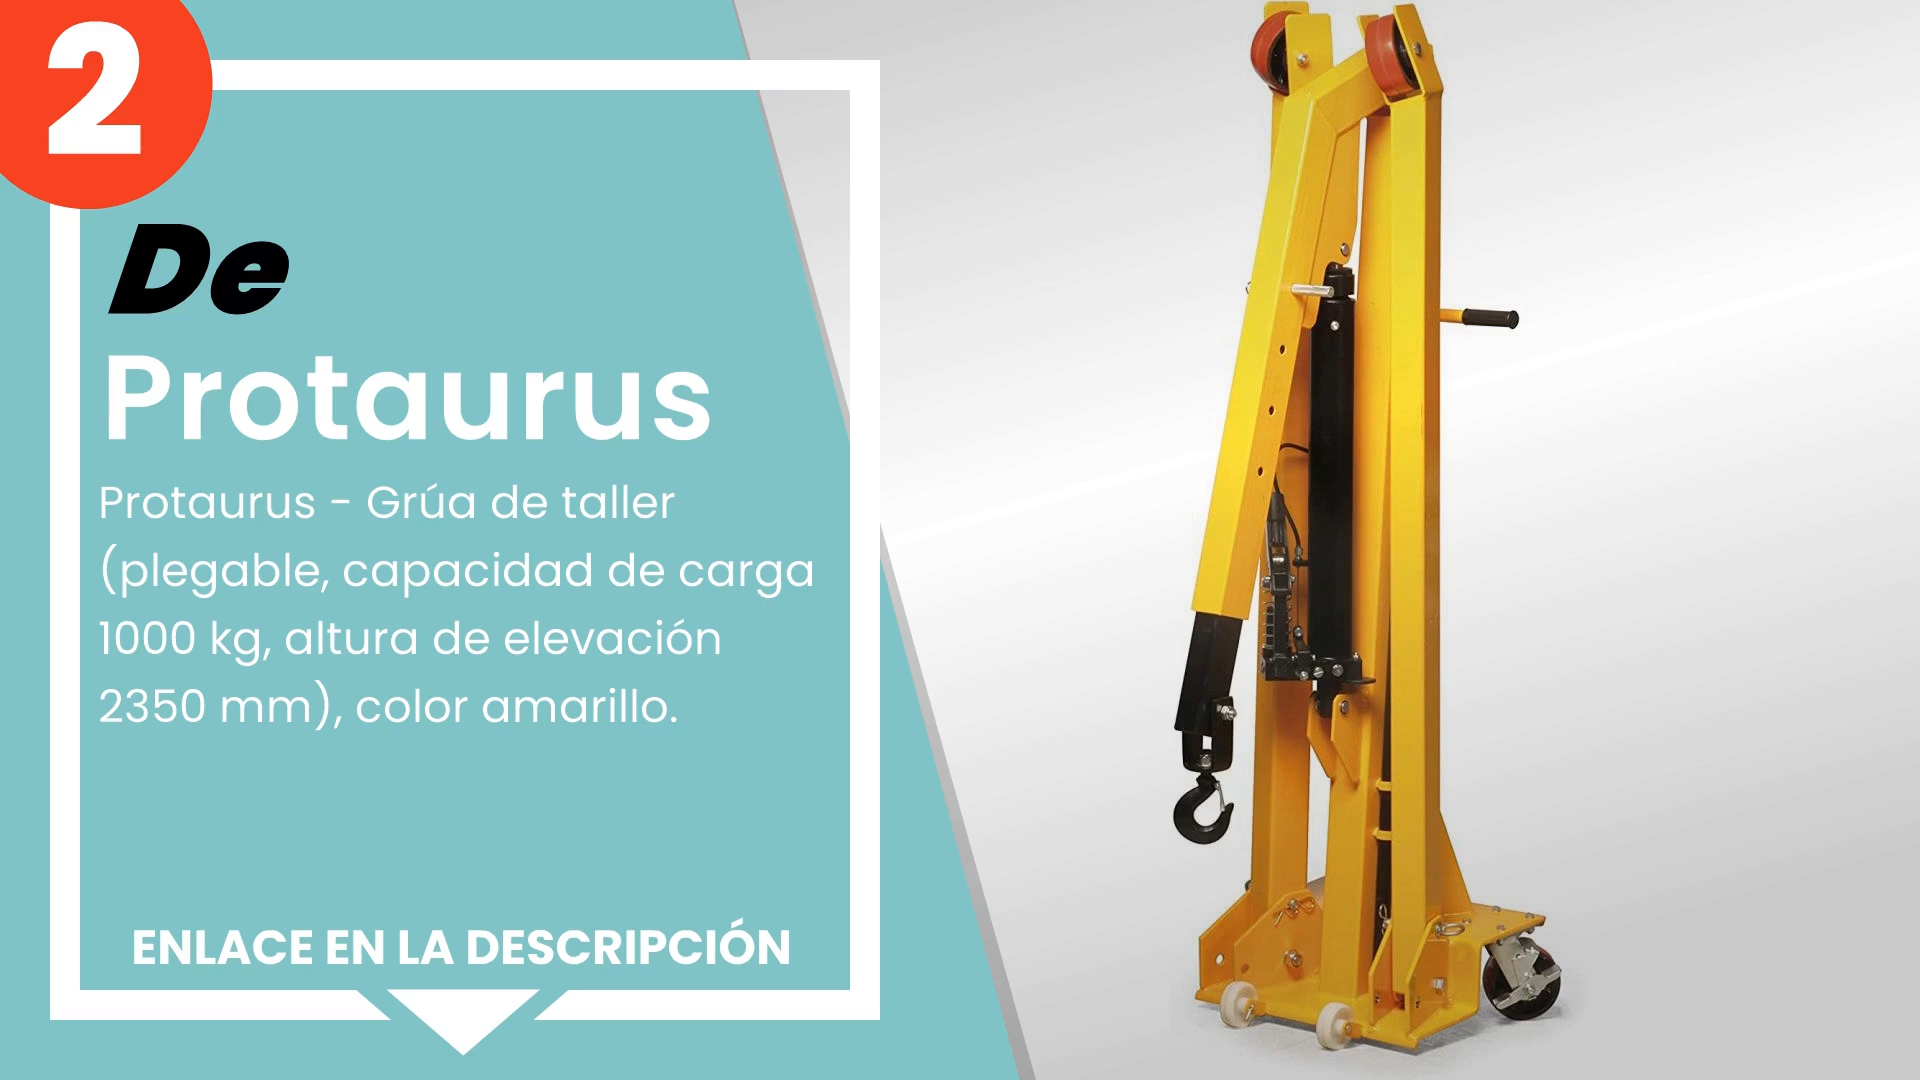 2
De
Protaurus
Protaurus - Grúa de taller
(plegable, capacidad de carga
1000 kg, altura de elevación
2350 mm), color amarillo.
ENLACE EN LA DESCRIPCIÓN